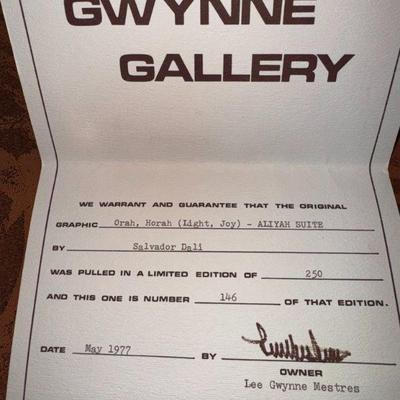 GWYNNE
GALLERY
WE WARRANT AND GUARANTEE THAT THE ORIGINAL
GRAPHIC Orah, Horah (Light, Joy) - ALIYAH SUITE
BY Salvador Dali
WAS PULLED IN A LIMITED EDITION OF 250
AND THIS ONE IS NUMBER 146 OF THAT EDITION.
DATE May 1977 BY
OWNER
Lee Gwynne Mestres